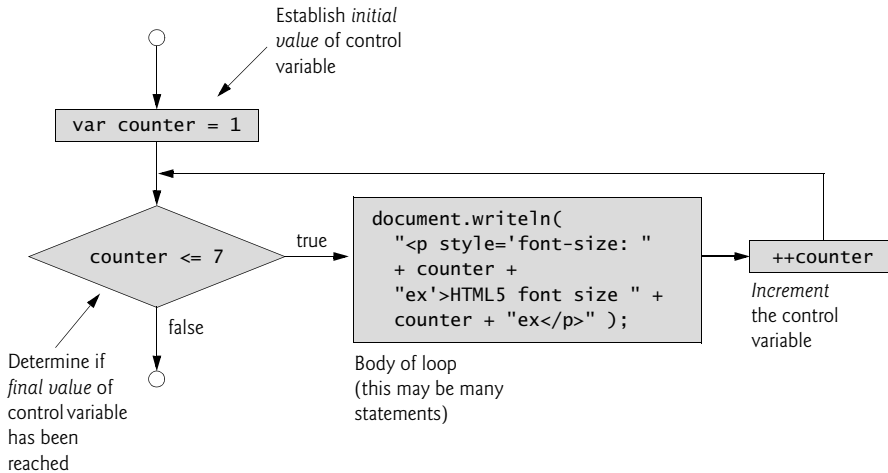 Establish initial
value of control
variable
var counter = 1
counter <= 7
true
document.writeln(
"<p style='font-size: "
+ counter +
"ex'>HTML5 font size " +
counter + "ex</p>" );
++counter
Increment
the control
variable
false
Determine if
final value of
control variable
has been
reached
Body of loop
(this may be many
statements)